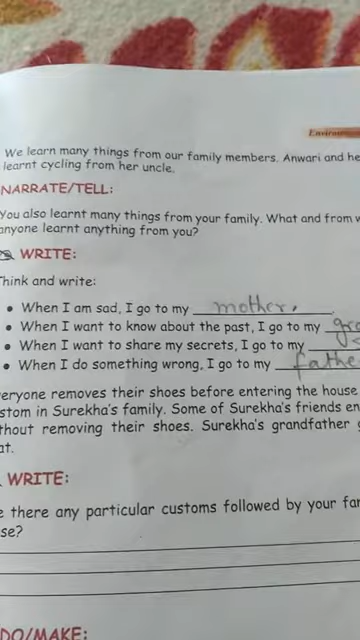 We learn many things from our family members. Anwari and he
learnt cycling from her uncle.
NARRATE/TELL:
You also learnt many things from your family. What and from
anyone learnt anything from you?
WRITE:
Think and write:
• When I am sad, I go to my mother.
• When I want to know about the past, I go to my
• When I want to share my secrets, I go to my
• When I do something wrong, I go to my fathe
eryone removes their shoes before entering the house
stom in Surekha's family. Some of Surekha's friends en
thout removing their shoes. Surekha's grandfather
at.
WRITE:
e there any particular customs followed by your fam
se?
DO/MAKE: